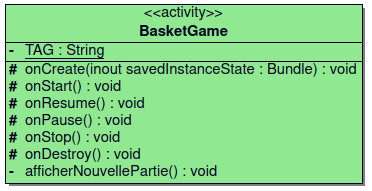 <<activity>>
BasketGame
- TAG : String
# onCreate(inout savedInstanceState : Bundle) : void
# onStart() : void
# onResume() : void
# onPause() : void
# onStop() : void
# onDestroy() : void
- afficherNouvellePartie() : void